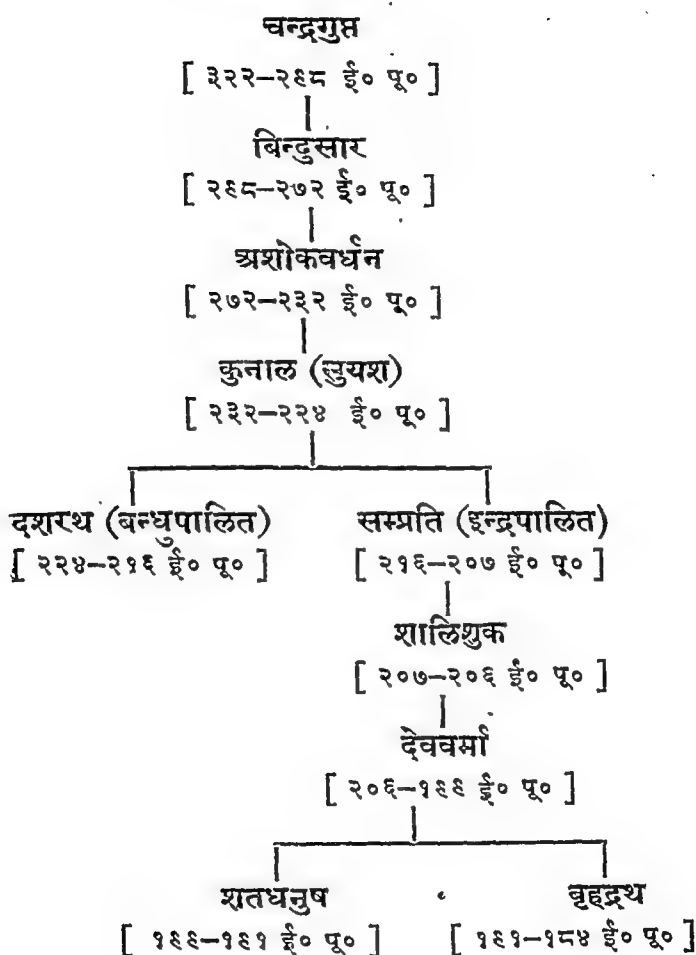 चन्द्रगुप्त
[ ३२२–२९८ ई० पू० ]
बिन्दुसार
[ २९८–२७२ ई० पू० ]
अशोकवर्धन
[ २७२–२३२ ई० पू० ]
कुनाल (सुयश)
[ २३२–२२४ ई० पू० ]
दशरथ (बन्धुपालित) सम्प्रति (इन्द्रपालित)
[ २२४–२१६ ई० पू० ] [ २१६–२०७ ई० पू० ]
शालिशुक
[ २०७–२०६ ई० पू० ]
देववर्मा
[ २०६–१९९ ई० पू० ]
शतधनुष बृहद्रथ
[ १९९–१९१ ई० पू० ] [ १९१–१८४ ई० पू० ]